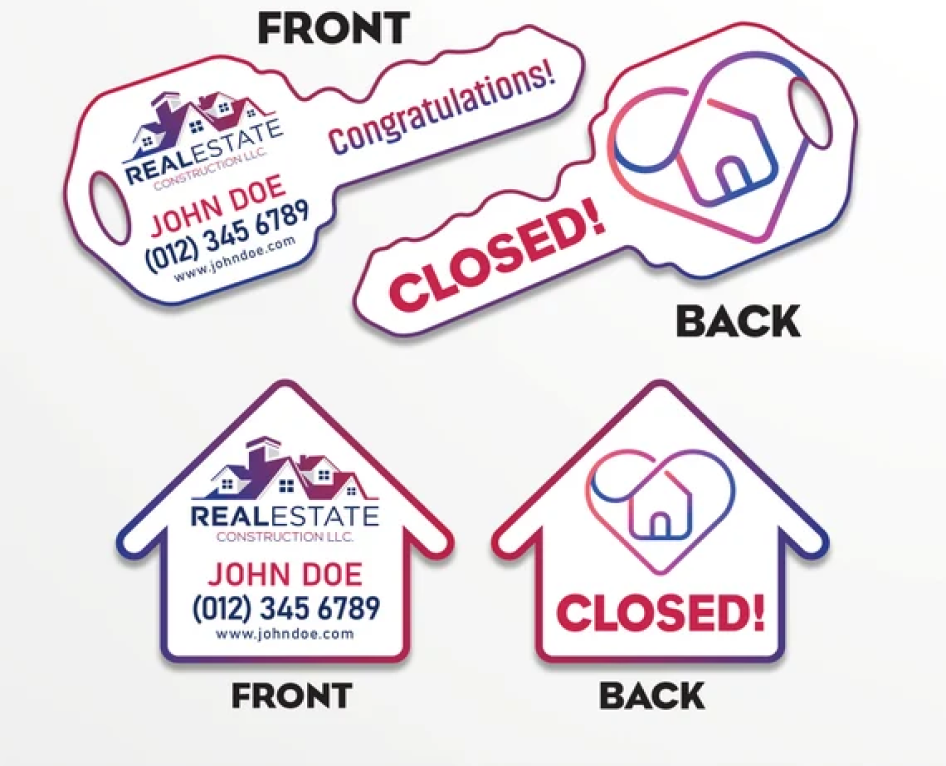 FRONT
REALESTATE
CONSTRUCTION LLC.
JOHN DOE
(012) 345 6789
www.johndoe.com
Congratulations!
CLOSED!
BACK
REALESTATE
CONSTRUCTION LLC.
JOHN DOE
(012) 345 6789
www.johndoe.com
FRONT
CLOSED!
BACK